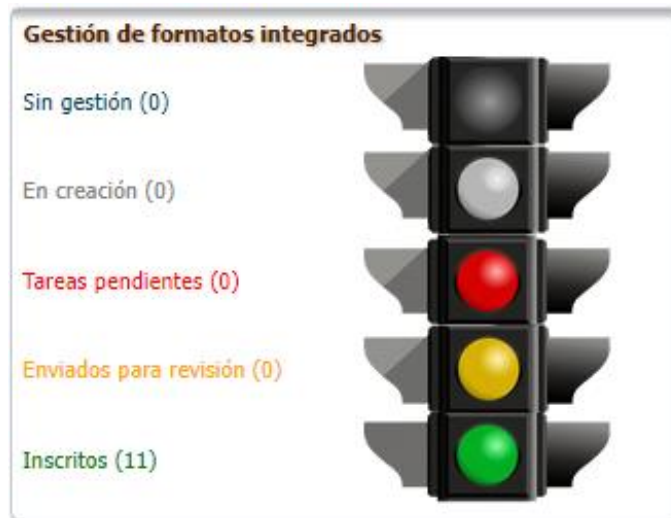 Gestión de formatos integrados
Sin gestión (0)
En creación (0)
Tareas pendientes (0)
Enviados para revisión (0)
Inscritos (11)